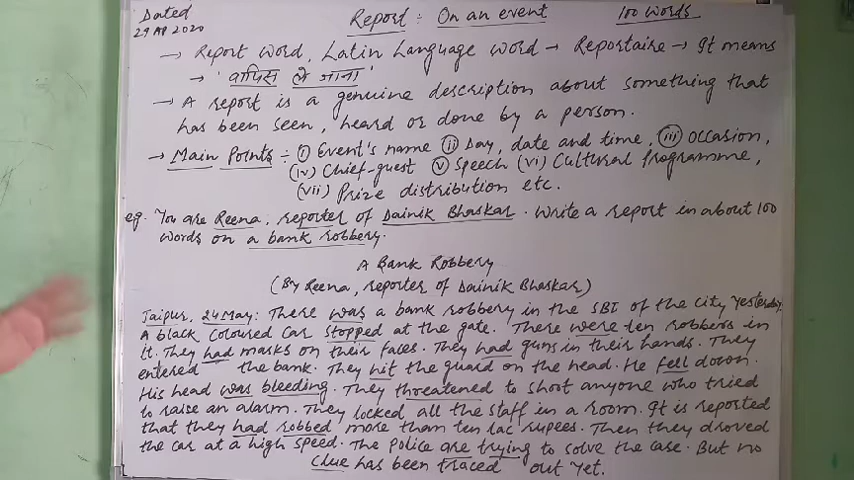 Dated Report ÷ On an event 100 words
29 AP 2020
→ Report word, Latin Language word → Reportaire → It means
→ 'वापिस ले जाना'
→ A report is a genuine description about something that
has been seen, heard or done by a person.
→ Main Points ÷ (i) Event's name (ii) Day, date and time, (iii) Occasion,
(iv) Chief-guest (v) Speech (vi) Cultural Programme,
(vii) Prize distribution etc.
eg. You are Reena, reporter of Dainik Bhaskar. Write a report in about 100
words on a bank robbery.
A Bank Robbery
(By Reena, reporter of Dainik Bhaskar)
Jaipur, 24 May: There was a bank robbery in the SBI of the city yesterday.
A black coloured car stopped at the gate. There were ten robbers in
it. They had masks on their faces. They had guns in their hands. They
entered the bank. They hit the guard on the head. He fell down.
His head was bleeding. They threatened to shoot anyone who tried
to raise an alarm. They locked all the staff in a room. It is reported
that they had robbed more than ten lac rupees. Then they droved
the car at a high speed. The police are trying to solve the case. But no
clue has been traced out yet.